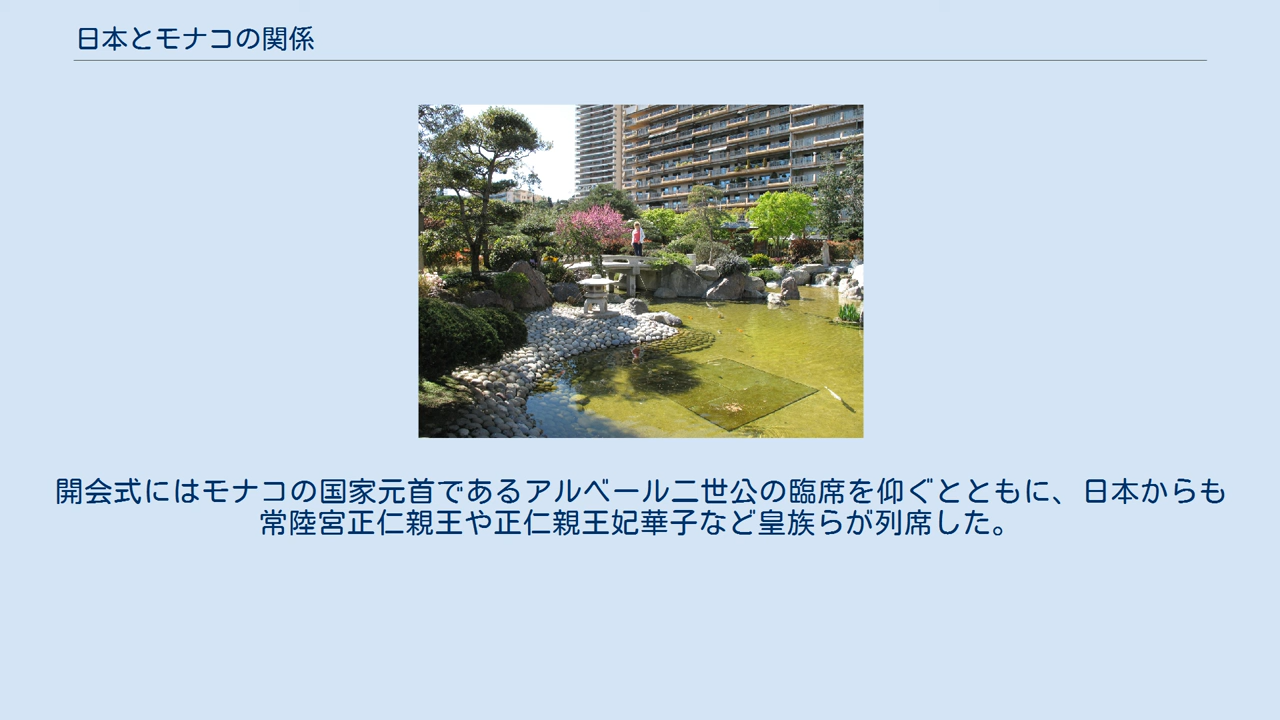 日本とモナコの関係
開会式にはモナコの国家元首であるアルベール二世公の臨席を仰ぐとともに、日本からも
常陸宮正仁親王や正仁親王妃華子など皇族らが列席した。